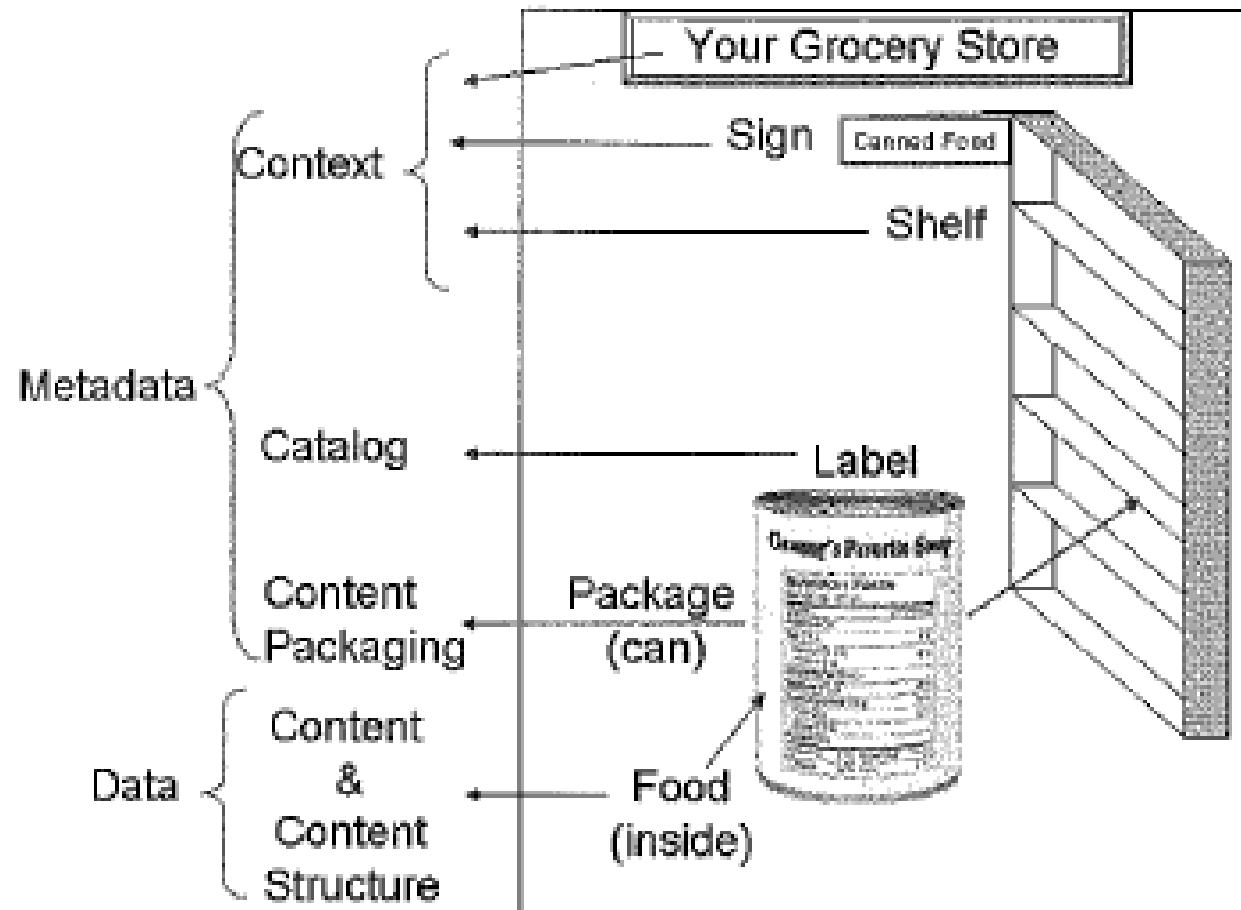 Your Grocery Store
Sign
Canned Food
Context
Shelf
Metadata
Catalog
Label
Content
Packaging
Package
(can)
Data
Content
&
Content
Structure
Food
(inside)